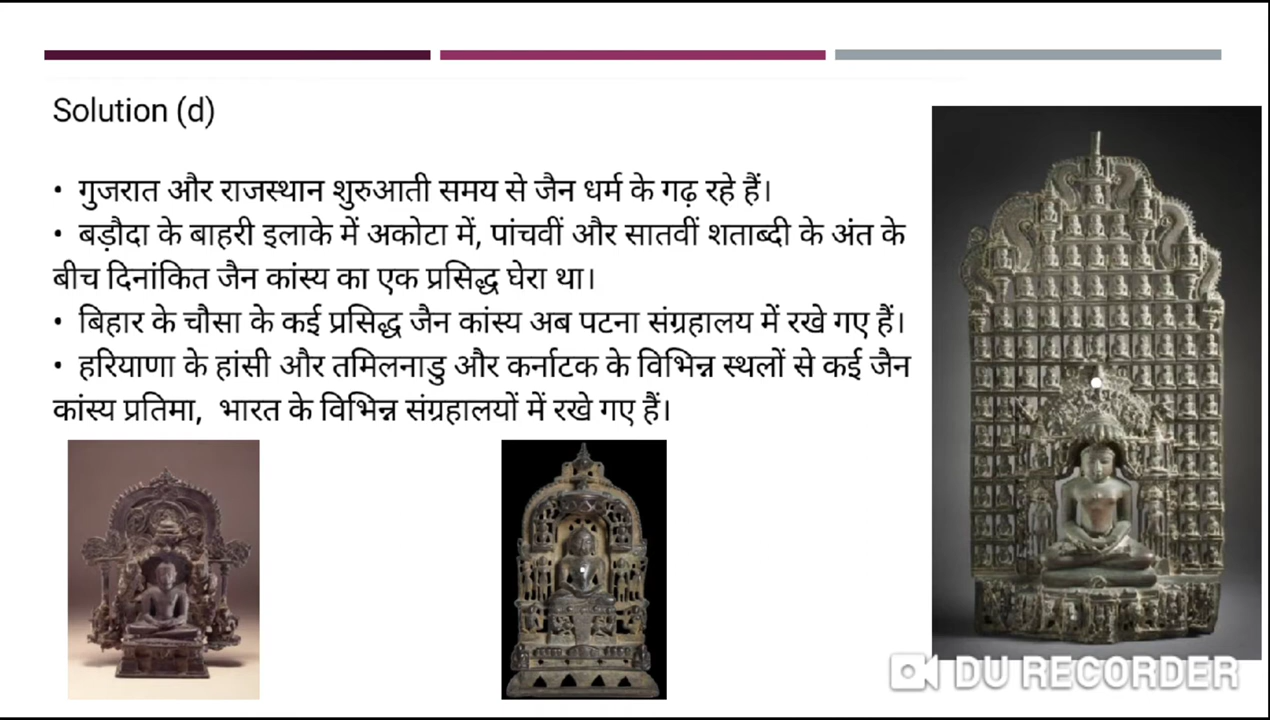 Solution (d)
• गुजरात और राजस्थान शुरुआती समय से जैन धर्म के गढ़ रहे हैं।
• बड़ौदा के बाहरी इलाके में अकोटा में, पांचवीं और सातवीं शताब्दी के अंत के
बीच दिनांकित जैन कांस्य का एक प्रसिद्ध घेरा था।
• बिहार के चौसा के कई प्रसिद्ध जैन कांस्य अब पटना संग्रहालय में रखे गए हैं।
• हरियाणा के हांसी और तमिलनाडु और कर्नाटक के विभिन्न स्थलों से कई जैन
कांस्य प्रतिमा, भारत के विभिन्न संग्रहालयों में रखे गए हैं।
DU RECORDER